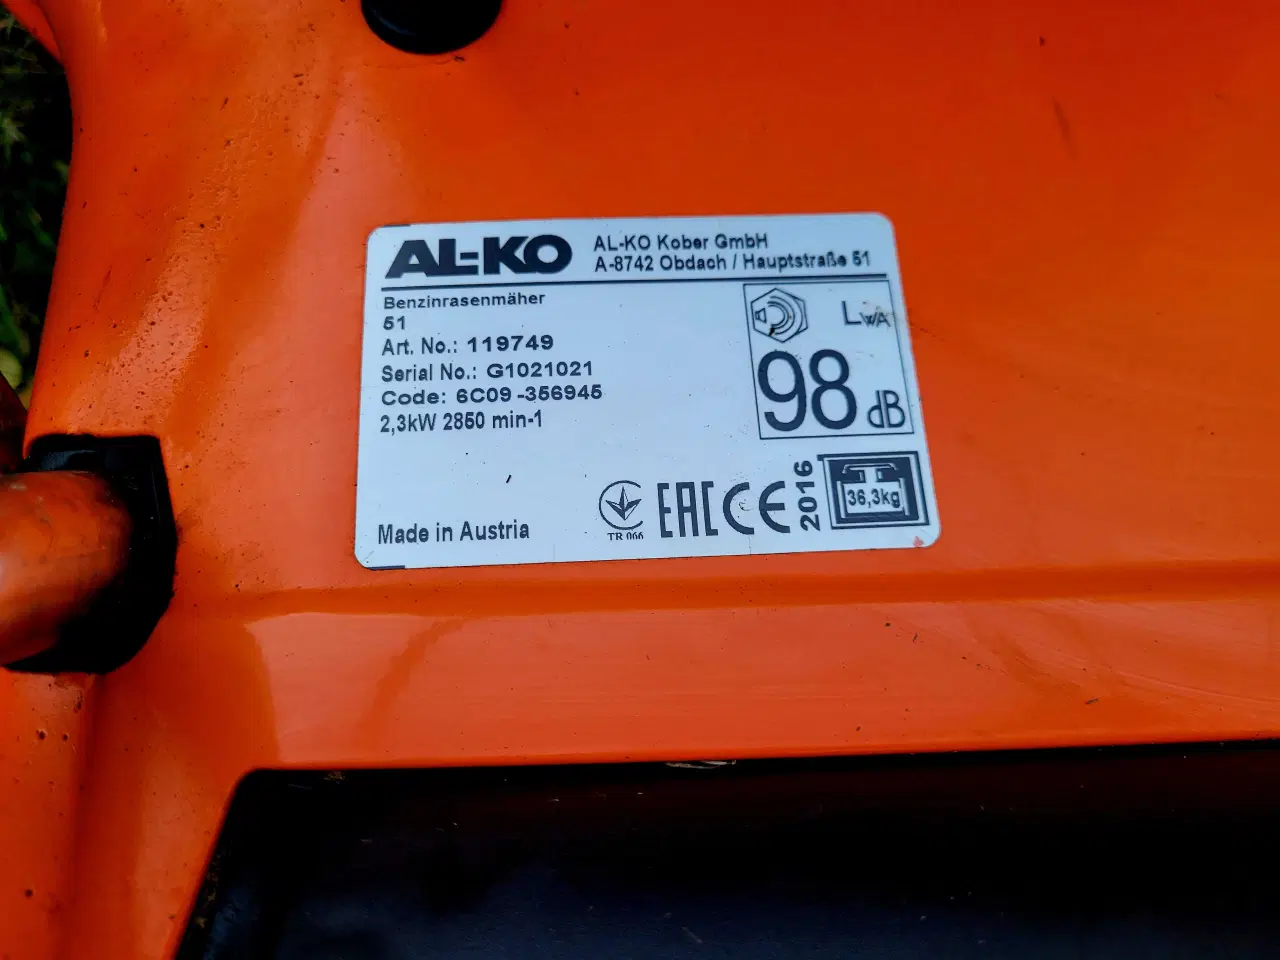 AL-KO
AL-KO Kober GmbH
A-8742 Obdach / Hauptstraße 51
Benzinrasenmäher
51
Art. No.: 119749
Serial No.: G1021021
Code: 6C09-356945
2,3kW 2850 min-1
LWA
98 dB
Made in Austria
TR 066
EAC CE
2016
36,3kg